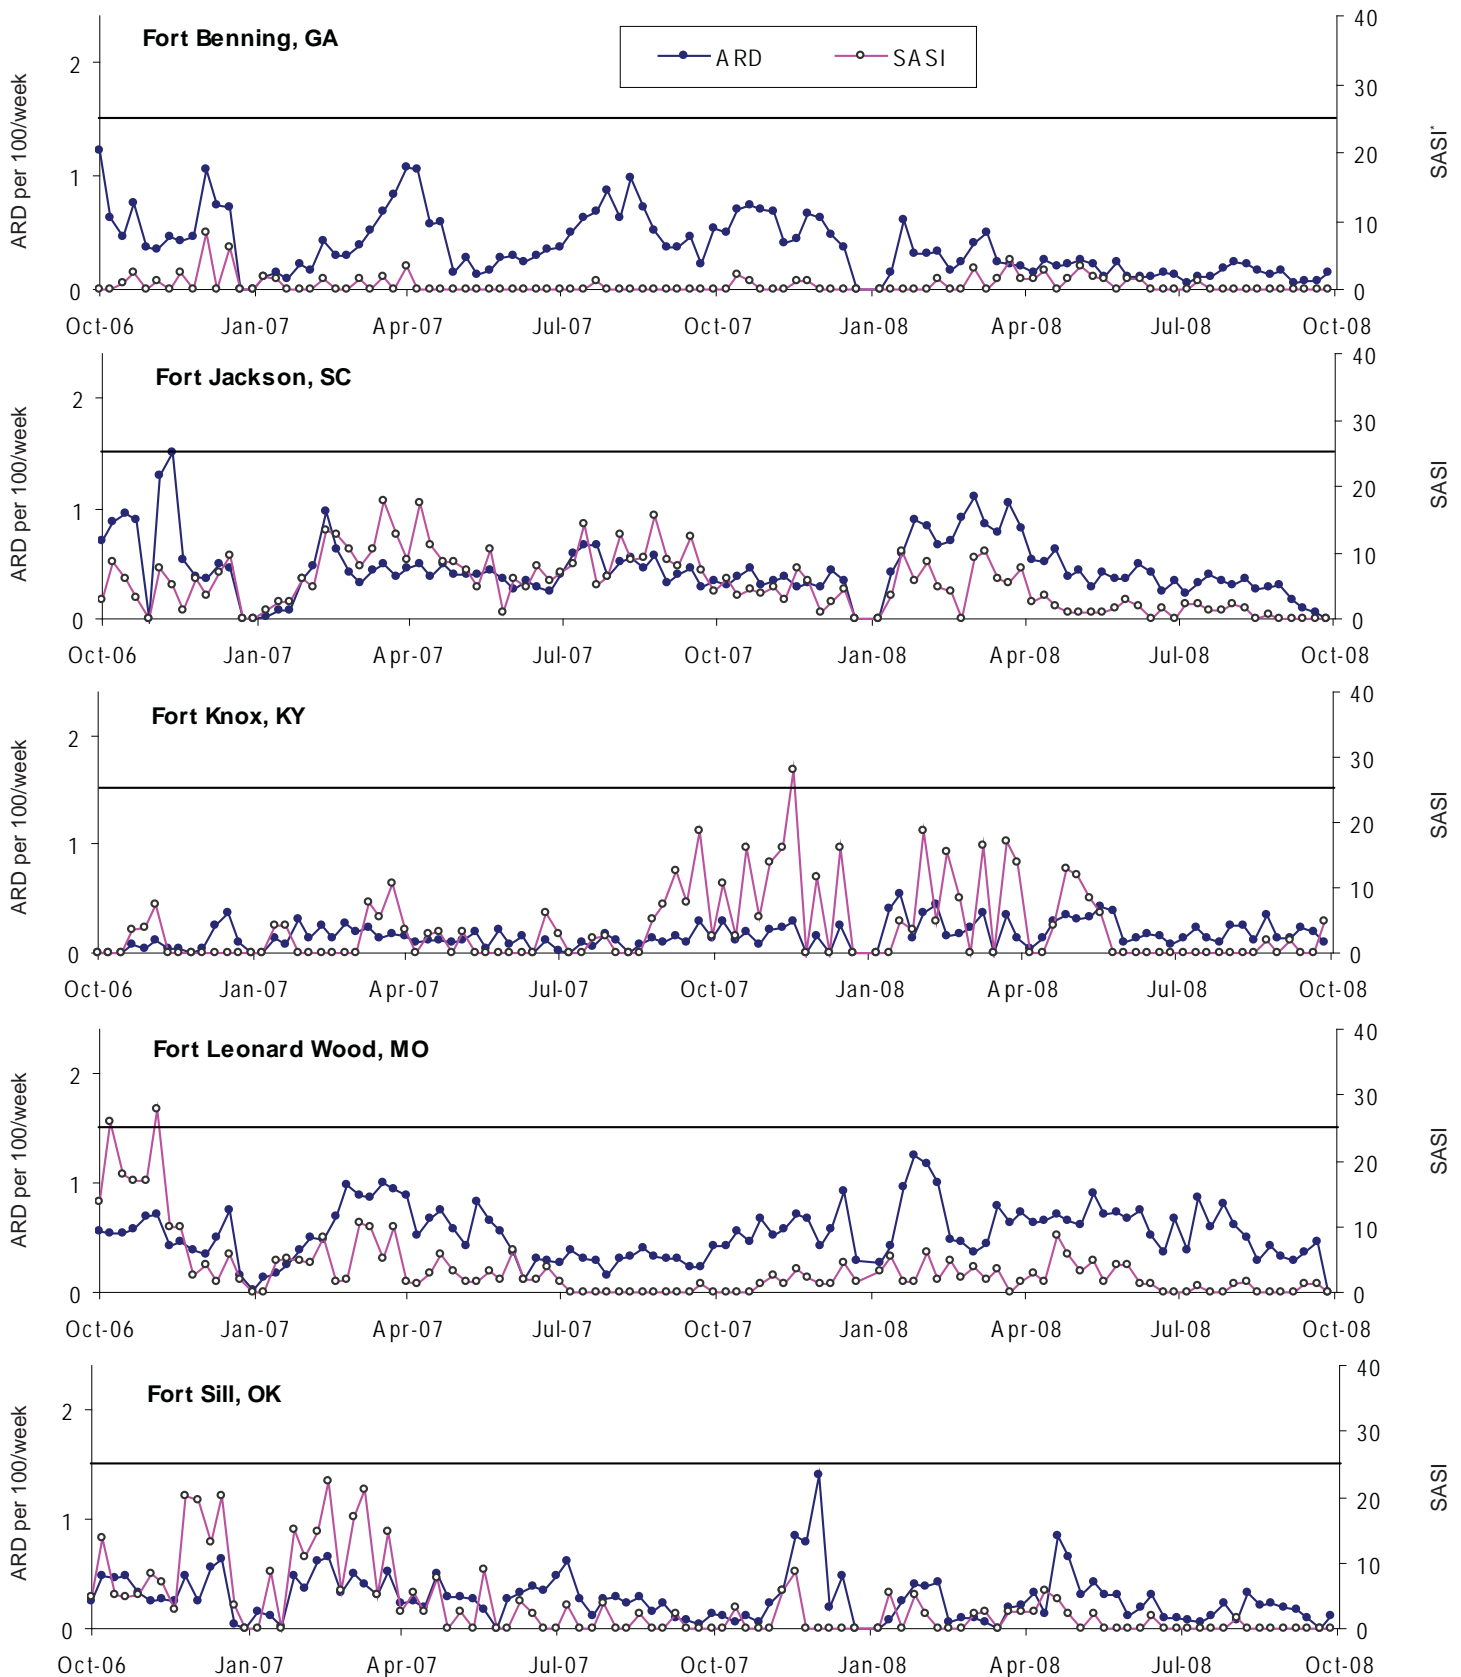 Fort Benning, GA
ARD SASI
ARD per 100/week
2
1
0
40
30
20
10
0
SASI*
Oct-06 Jan-07 Apr-07 Jul-07 Oct-07 Jan-08 Apr-08 Jul-08 Oct-08
Fort Jackson, SC
ARD per 100/week
2
1
0
40
30
20
10
0
SASI
Oct-06 Jan-07 Apr-07 Jul-07 Oct-07 Jan-08 Apr-08 Jul-08 Oct-08
Fort Knox, KY
ARD per 100/week
2
1
0
40
30
20
10
0
SASI
Oct-06 Jan-07 Apr-07 Jul-07 Oct-07 Jan-08 Apr-08 Jul-08 Oct-08
Fort Leonard Wood, MO
ARD per 100/week
2
1
0
40
30
20
10
0
SASI
Oct-06 Jan-07 Apr-07 Jul-07 Oct-07 Jan-08 Apr-08 Jul-08 Oct-08
Fort Sill, OK
ARD per 100/week
2
1
0
40
30
20
10
0
SASI
Oct-06 Jan-07 Apr-07 Jul-07 Oct-07 Jan-08 Apr-08 Jul-08 Oct-08